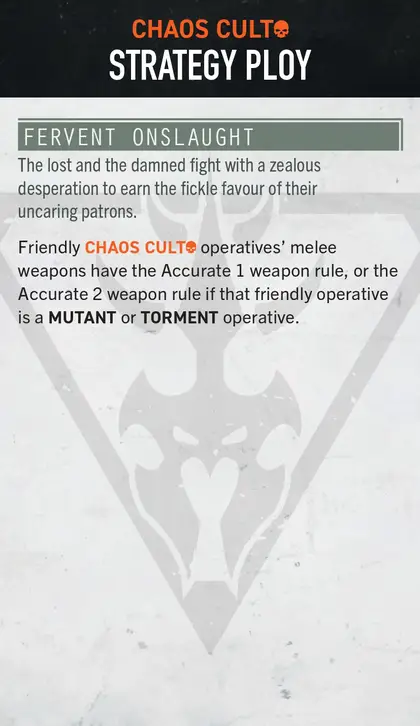 CHAOS CULT
STRATEGY PLOY
FERVENT ONSLAUGHT
The lost and the damned fight with a zealous
desperation to earn the fickle favour of their
uncaring patrons.
Friendly CHAOS CULT operatives’ melee
weapons have the Accurate 1 weapon rule, or the
Accurate 2 weapon rule if that friendly operative
is a MUTANT or TORMENT operative.